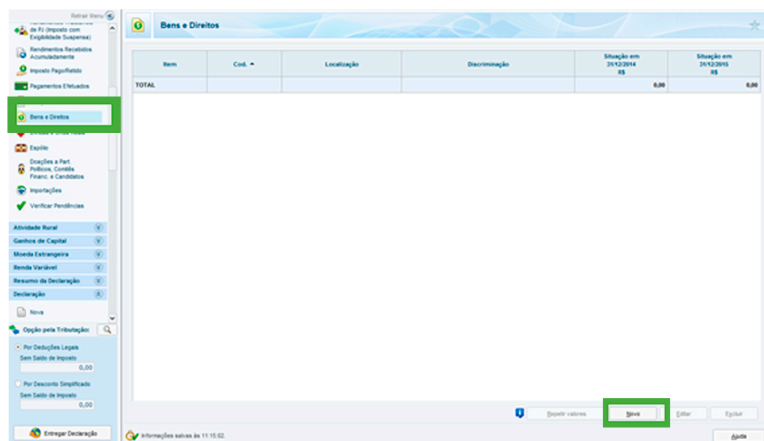 Retrair Menu
de PJ (Imposto com
Exigibilidade Suspensa)
Rendimentos Recebidos
Acumuladamente
Imposto Pago/Retido
Pagamentos Efetuados
Bens e Direitos
Espólio
Doações a Part.
Políticos, Comitês
Financ. e Candidatos
Importações
Verificar Pendências
Atividade Rural
Ganhos de Capital
Moeda Estrangeira
Renda Variável
Resumo da Declaração
Declaração
Nova
Opção pela Tributação:
Por Deduções Legais
Sem Saldo de Imposto
0,00
Por Desconto Simplificado
Sem Saldo de Imposto
0,00
Entregar Declaração
Bens e Direitos
Item Cod. Localização Discriminação Situação em 31/12/2014 R$ Situação em 31/12/2015 R$
TOTAL 0,00 0,00
Repetir valores Novo Editar Excluir
Informações salvas às 11:15:02.
Ajuda